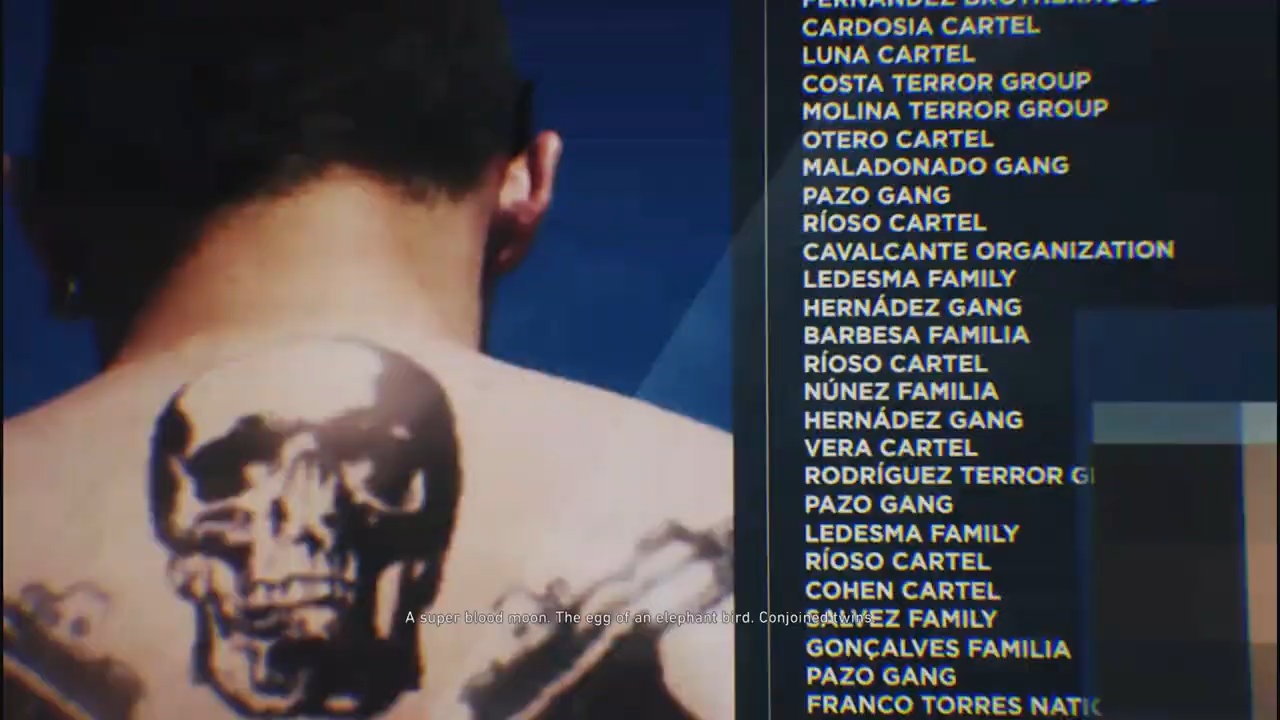 FERNÁNDEZ BROTHERHOOD
CARDOSIA CARTEL
LUNA CARTEL
COSTA TERROR GROUP
MOLINA TERROR GROUP
OTERO CARTEL
MALADONADO GANG
PAZO GANG
RÍOSO CARTEL
CAVALCANTE ORGANIZATION
LEDESMA FAMILY
HERNÁDEZ GANG
BARBESA FAMILIA
RÍOSO CARTEL
NÚNEZ FAMILIA
HERNÁDEZ GANG
VERA CARTEL
RODRÍGUEZ TERROR
PAZO GANG
LEDESMA FAMILY
RÍOSO CARTEL
COHEN CARTEL
GALVEZ FAMILY
GONÇALVES FAMILIA
PAZO GANG
FRANCO TORRES
A super blood moon. The egg of an elephant bird. Conjoined twins.